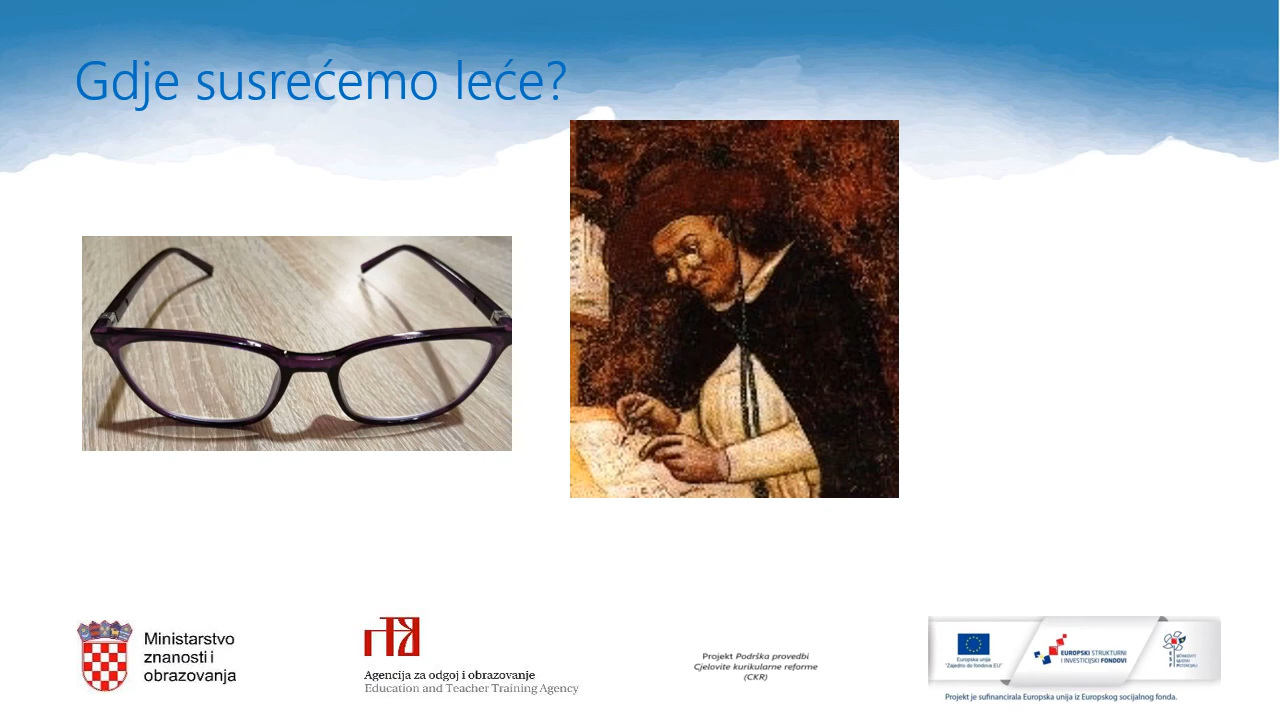 Gdje susrećemo leće?
Ministarstvo
znanosti i
obrazovanja
Agencija za odgoj i obrazovanje
Education and Teacher Training Agency
Projekt Podrška provedbi
Cjelovite kurikularne reforme
(CKR)
Europska unija
"Zajedno do fondova EU"
EUROPSKI STRUKTURNI
I INVESTICIJSKI FONDOVI
Projekt je sufinancirala Europska unija iz Europskog socijalnog fonda.